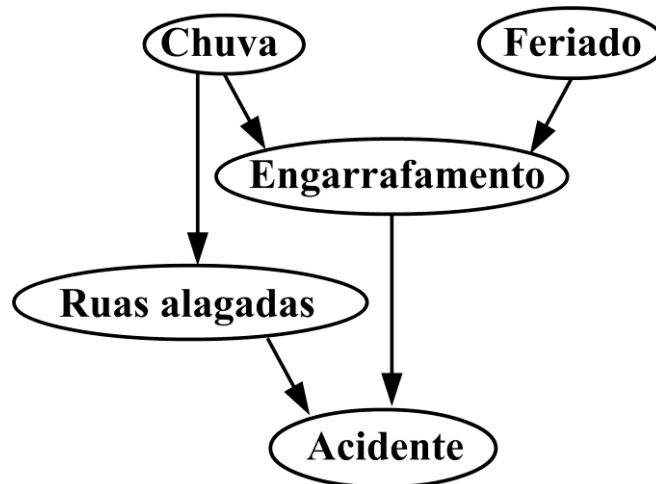 Chuva
Feriado
Engarrafamento
Ruas alagadas
Acidente